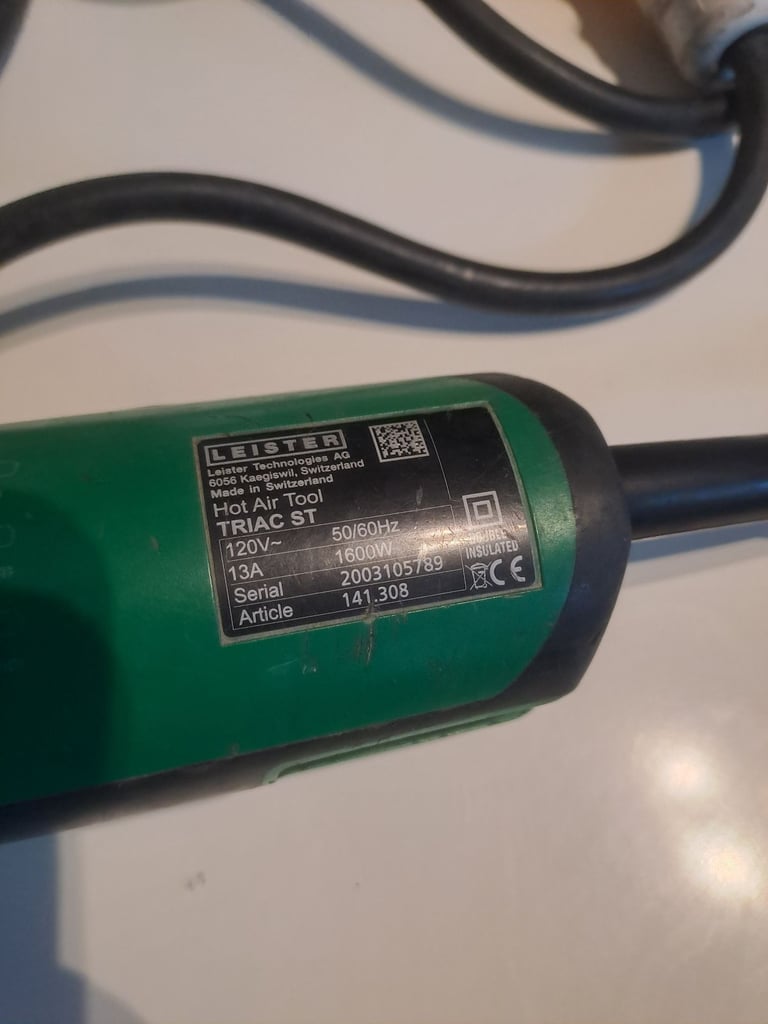 LEISTER
Leister Technologies AG
6056 Kaegiswil, Switzerland
Made in Switzerland
Hot Air Tool
TRIAC ST
120V~ 50/60Hz
13A 1600W
Serial 2003105789
Article 141.308
DOUBLE
INSULATED
CE